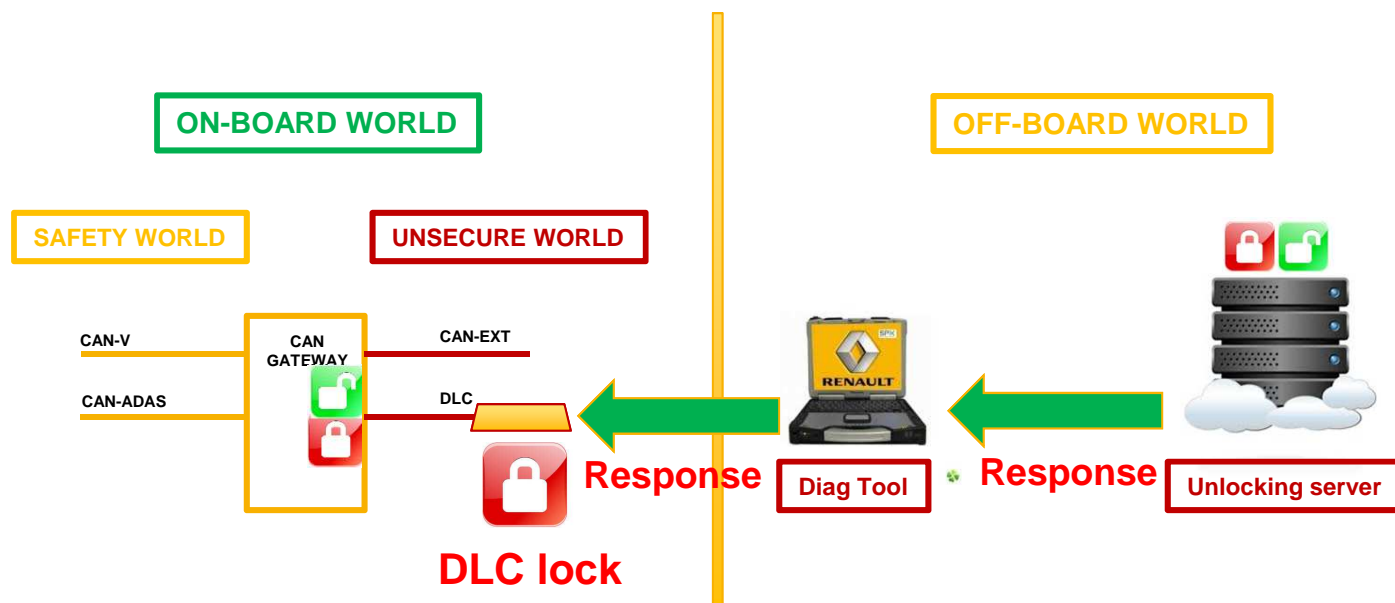 ON-BOARD WORLD
OFF-BOARD WORLD
SAFETY WORLD
UNSECURE WORLD
CAN-V
CAN
GATEWAY
CAN-EXT
CAN-ADAS
DLC
RENAULT
Response
Diag Tool
Response
Unlocking server
DLC lock